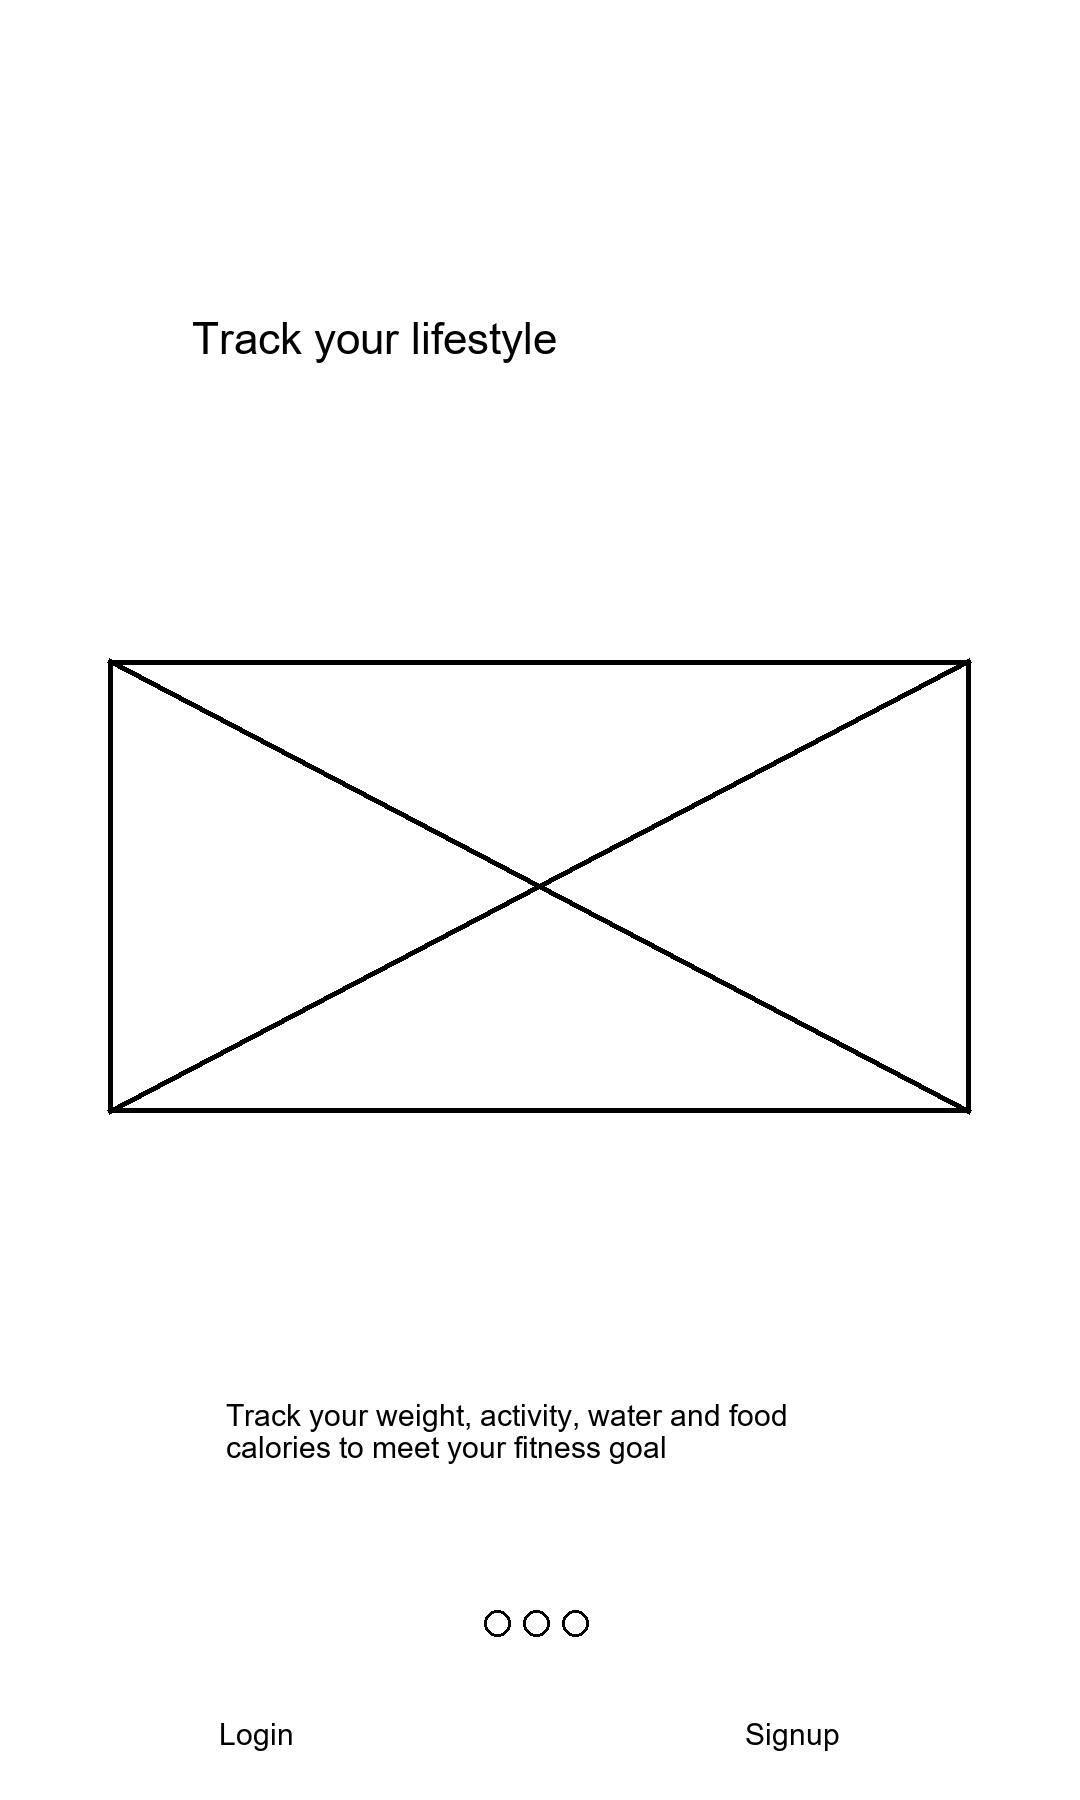 Track your lifestyle
Track your weight, activity, water and food
calories to meet your fitness goal
Login
Signup